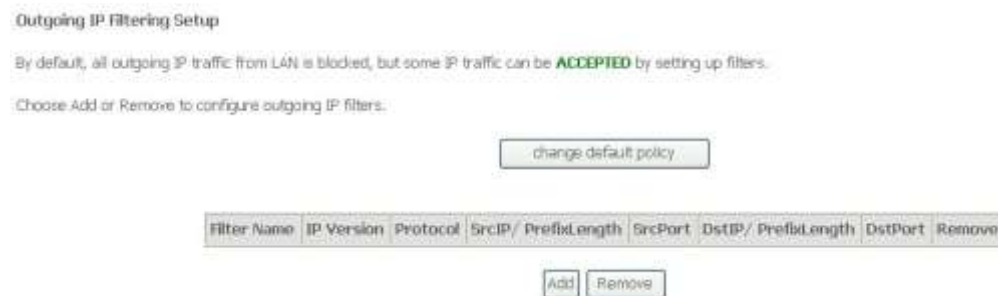 Outgoing IP Filtering Setup
By default, all outgoing IP traffic from LAN is blocked, but some IP traffic can be ACCEPTED by setting up filters.
Choose Add or Remove to configure outgoing IP filters.
change default policy
Filter Name IP Version Protocol SrcIP/ PrefixLength SrcPort DstIP/ PrefixLength DstPort Remove
Add Remove